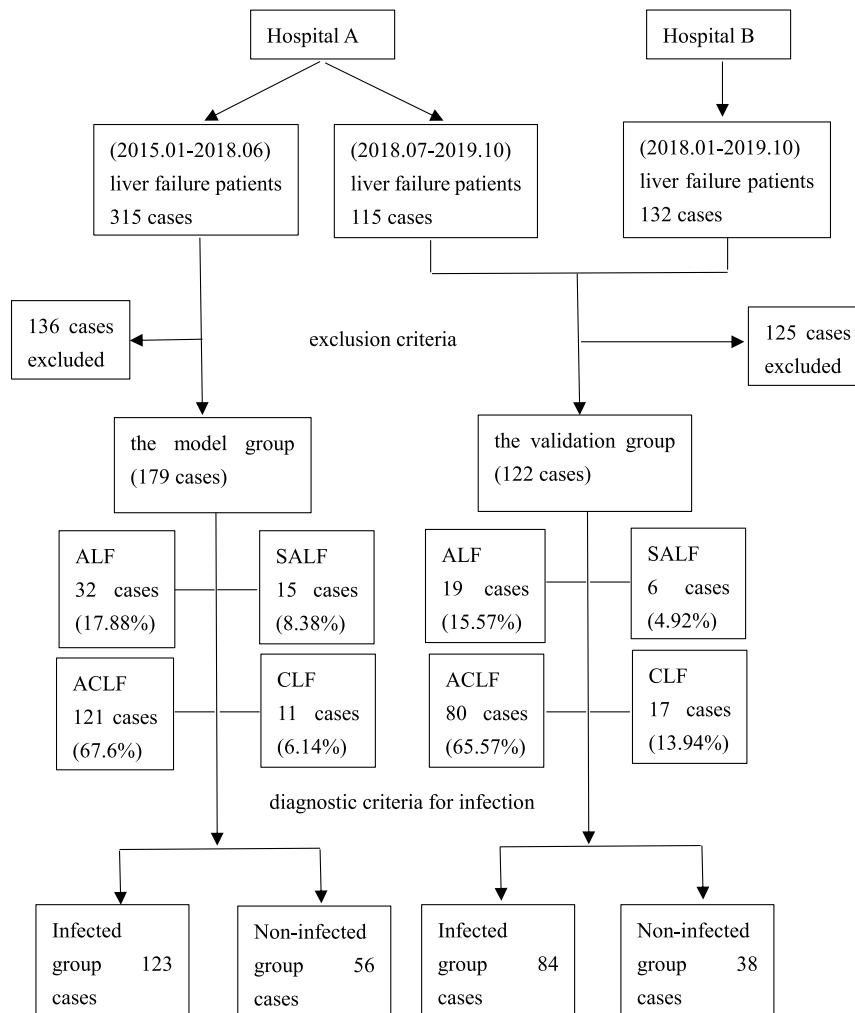 Hospital A
Hospital B
(2015.01-2018.06)
liver failure patients
315 cases
(2018.07-2019.10)
liver failure patients
115 cases
(2018.01-2019.10)
liver failure patients
132 cases
136 cases
excluded
exclusion criteria
125 cases
excluded
the model group
(179 cases)
the validation group
(122 cases)
ALF
32 cases
(17.88%)
SALF
15 cases
(8.38%)
ALF
19 cases
(15.57%)
SALF
6 cases
(4.92%)
ACLF
121 cases
(67.6%)
CLF
11 cases
(6.14%)
ACLF
80 cases
(65.57%)
CLF
17 cases
(13.94%)
diagnostic criteria for infection
Infected
group 123
cases
Non-infected
group 56
cases
Infected
group 84
cases
Non-infected
group 38
cases